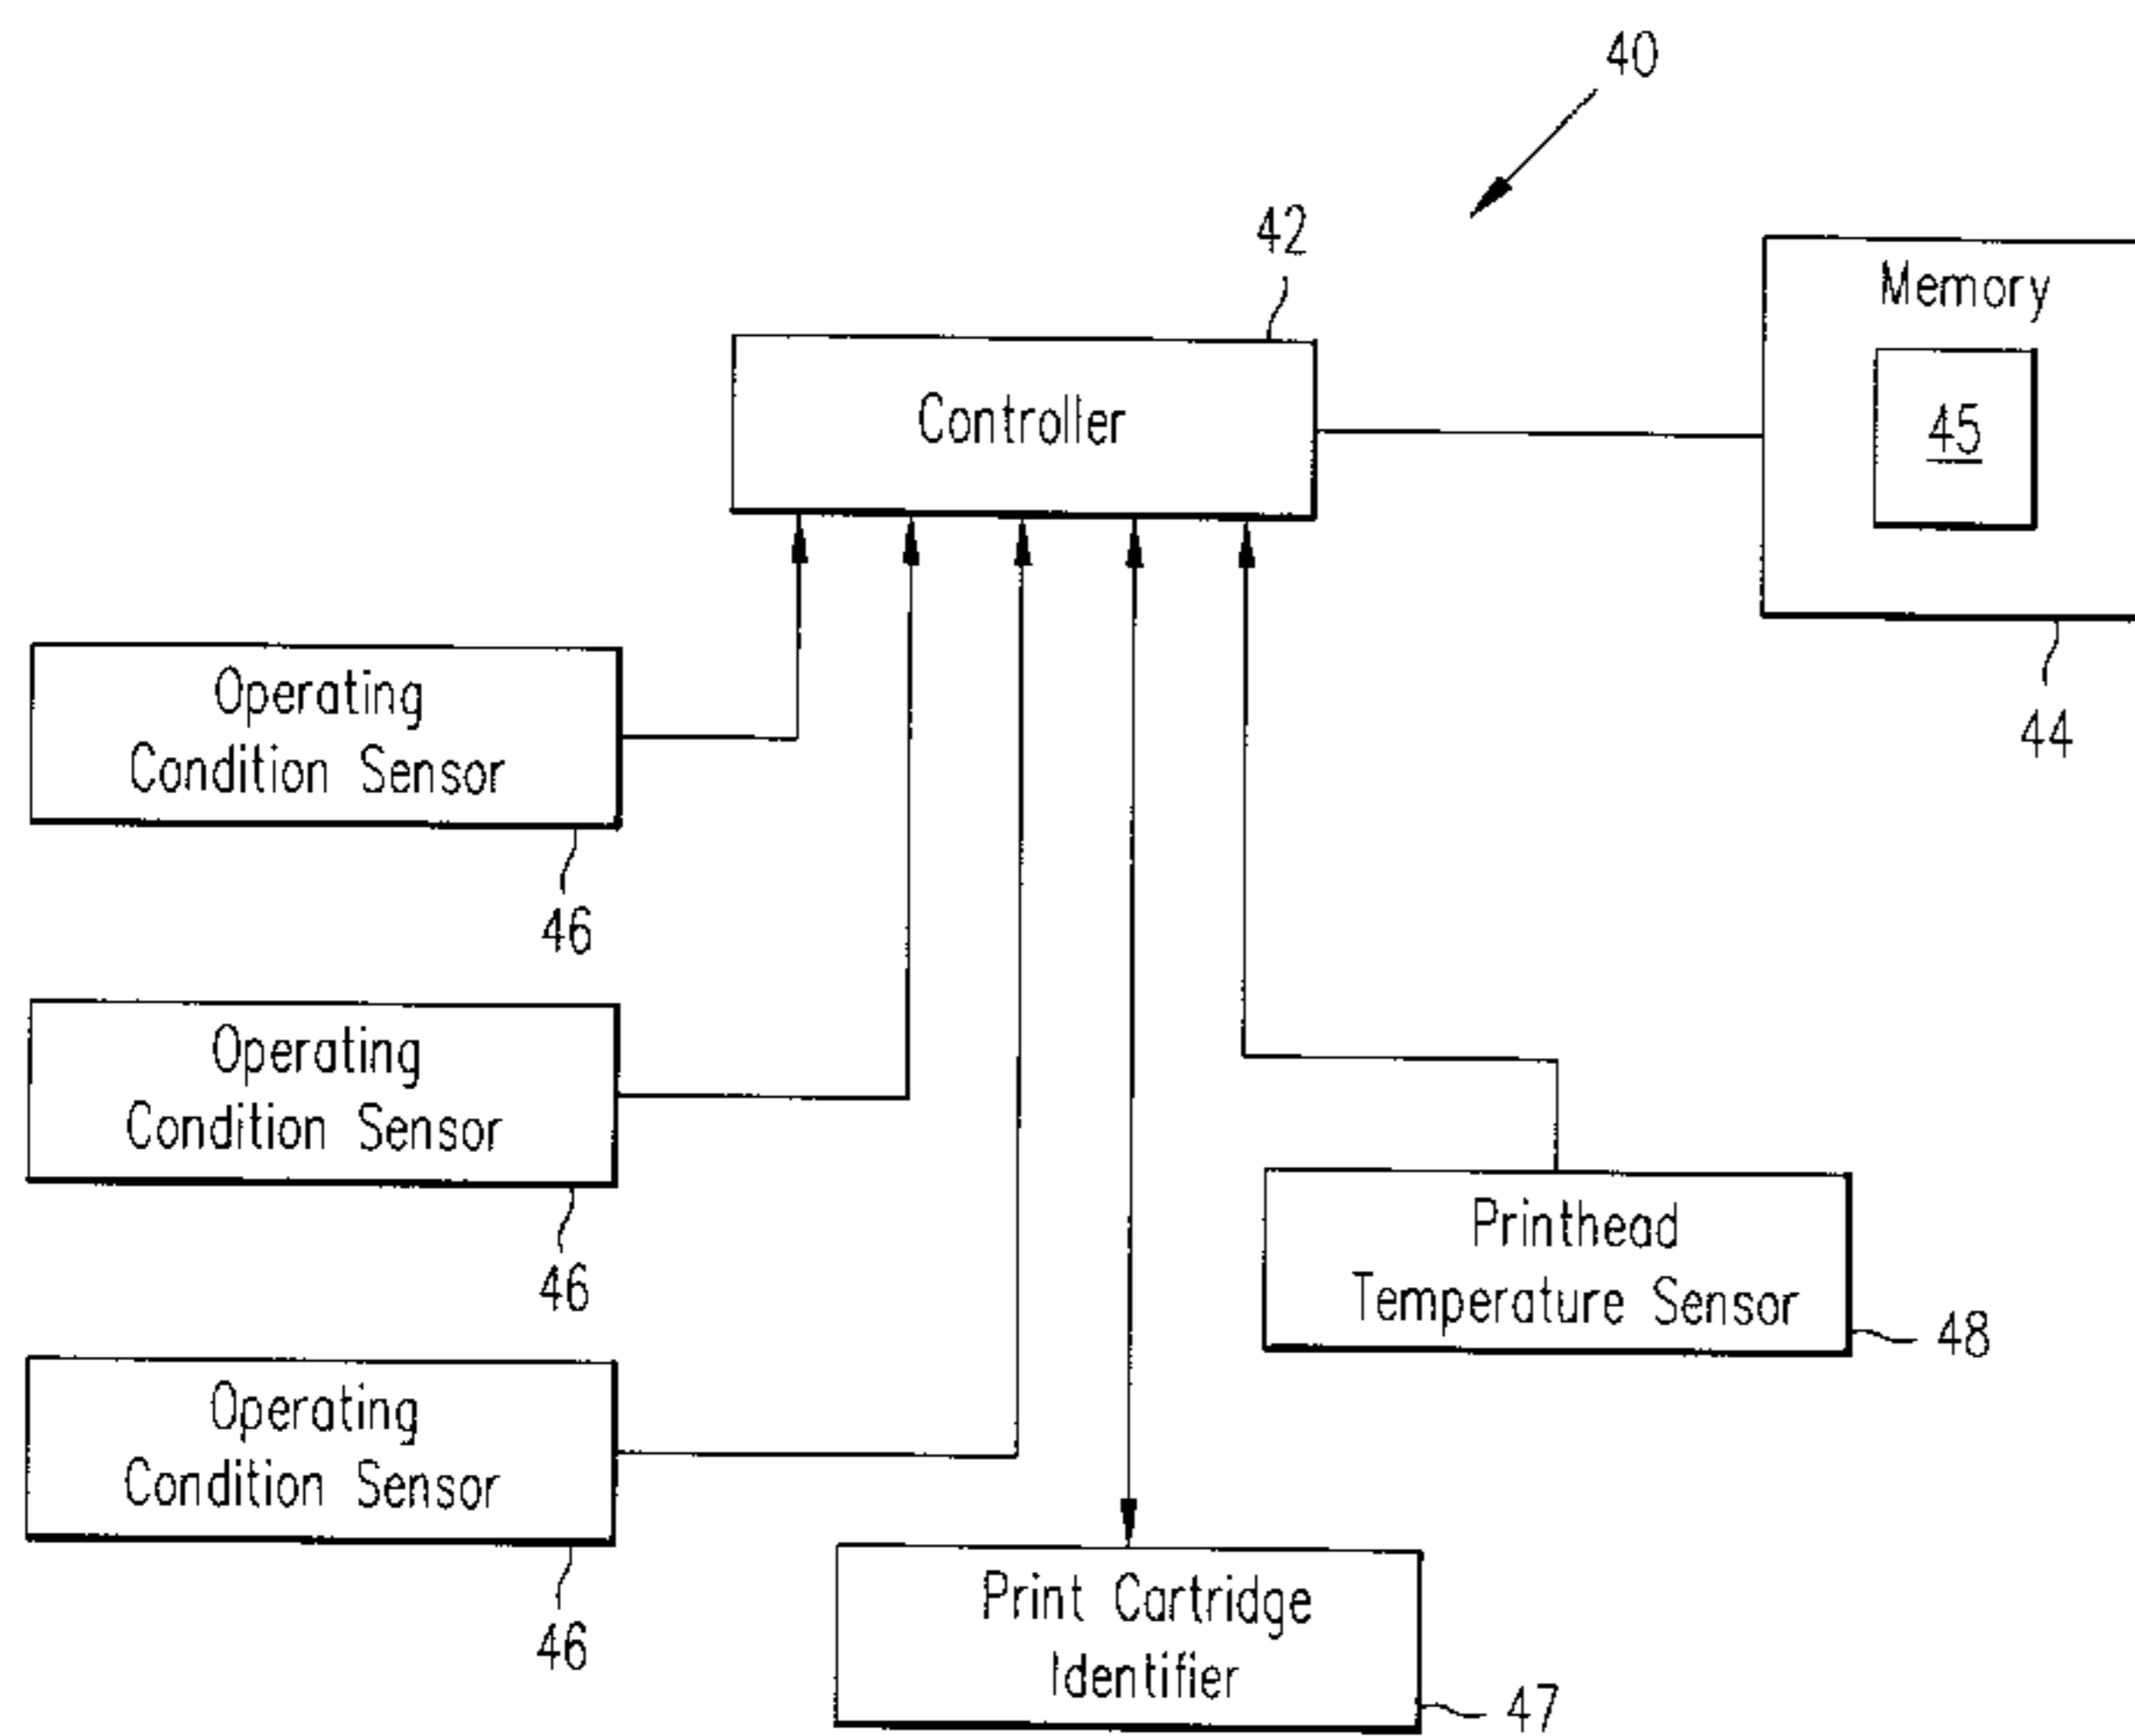 40
42
Memory
Controller
45
44
Operating
Condition Sensor
46
Operating
Condition Sensor
46
Printhead
Temperature Sensor
48
Operating
Condition Sensor
46
Print Cartridge
Identifier
47